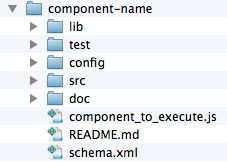 component-name
lib
test
config
src
doc
component_to_execute.js
README.md
schema.xml